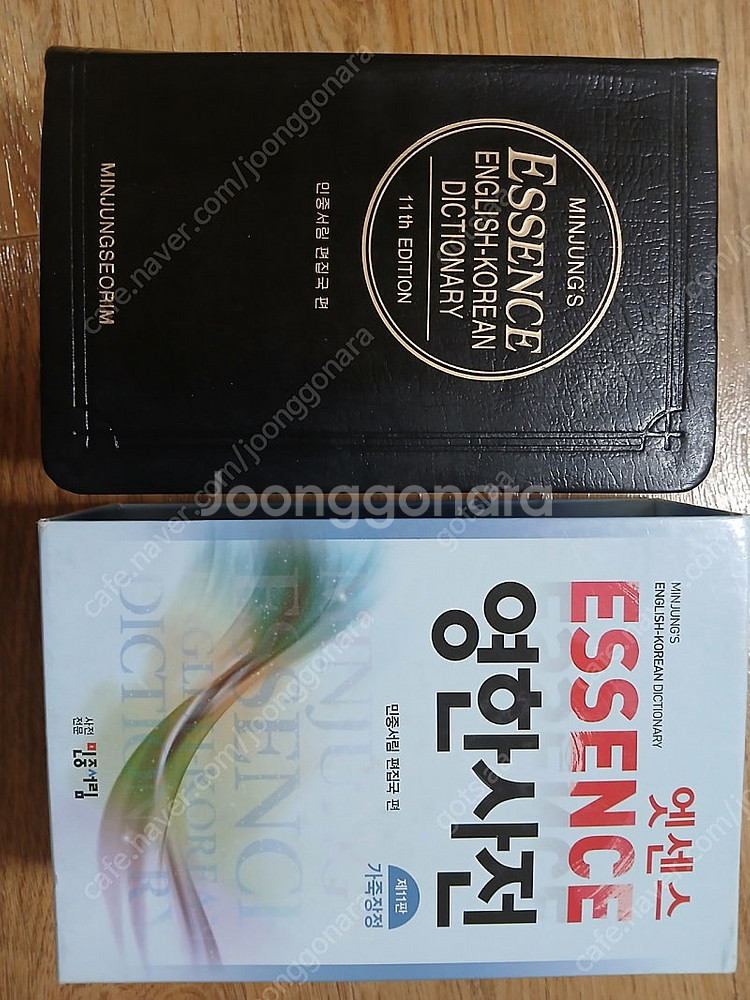 MINJUNG'S
ESSENCE
ENGLISH-KOREAN
DICTIONARY
11th EDITION
민중서림 편집국 편
MINJUNGSEORIM
Joonggonara
MINJUNG'S
ENGLISH-KOREAN DICTIONARY
엣센스
ESSENCE
영한사전
민중서림 편집국 편
제11판
가죽장정
사전
전문
민중서림
cafe.naver.com/joonggonara